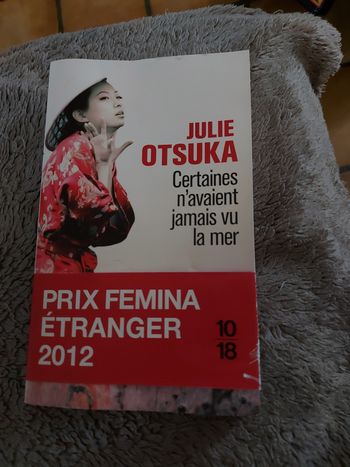 JULIE
OTSUKA
Certaines
n'avaient
jamais vu
la mer
PRIX FEMINA
ÉTRANGER
2012
10
18